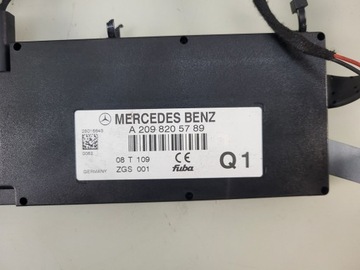 MERCEDES BENZ
A 209 820 57 89
08 T 109
CE
Q1
GERMANY
ZGS 001
fuba